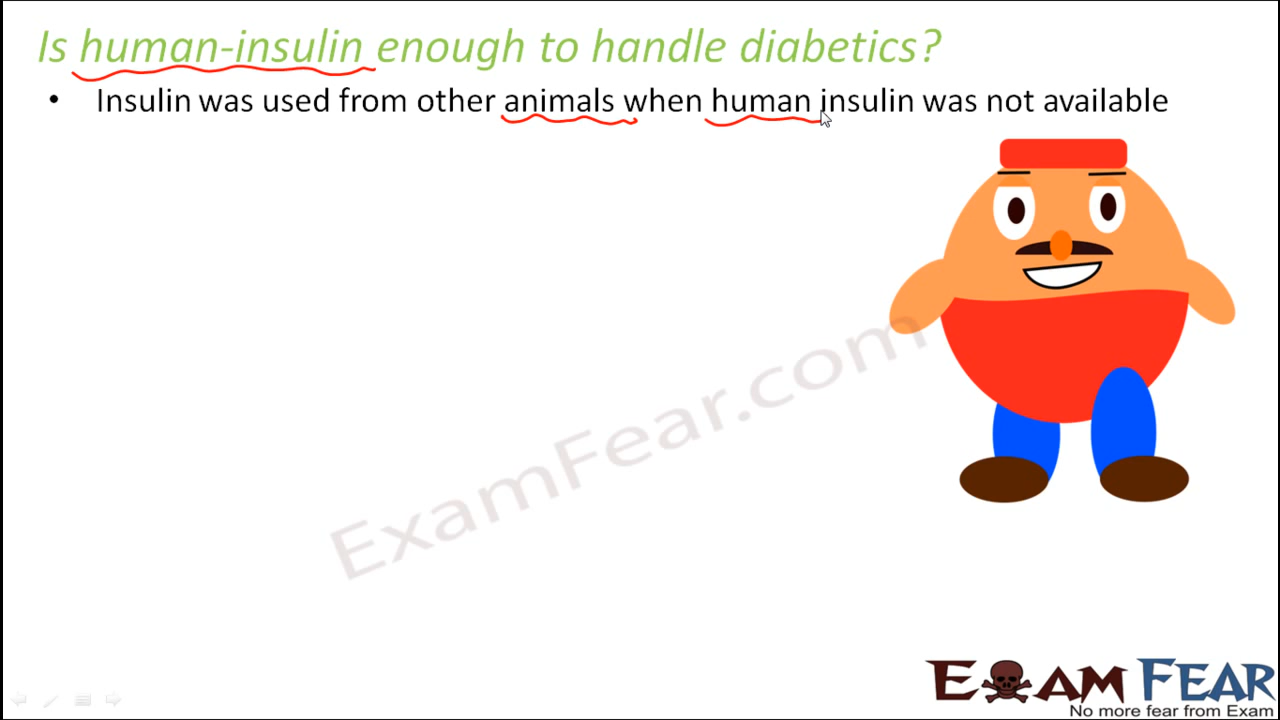 Is human-insulin enough to handle diabetics?
• Insulin was used from other animals when human insulin was not available
ExamFear.com
EXAM FEAR
No more fear from Exam